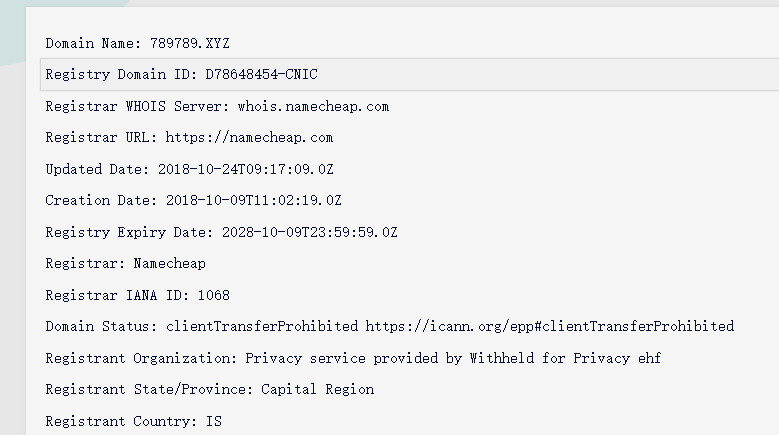 Domain Name: 789789.XYZ
Registry Domain ID: D78648454-CNIC
Registrar WHOIS Server: whois.namecheap.com
Registrar URL: https://namecheap.com
Updated Date: 2018-10-24T09:17:09.0Z
Creation Date: 2018-10-09T11:02:19.0Z
Registry Expiry Date: 2028-10-09T23:59:59.0Z
Registrar: Namecheap
Registrar IANA ID: 1068
Domain Status: clientTransferProhibited https://icann.org/epp#clientTransferProhibited
Registrant Organization: Privacy service provided by Withheld for Privacy ehf
Registrant State/Province: Capital Region
Registrant Country: IS